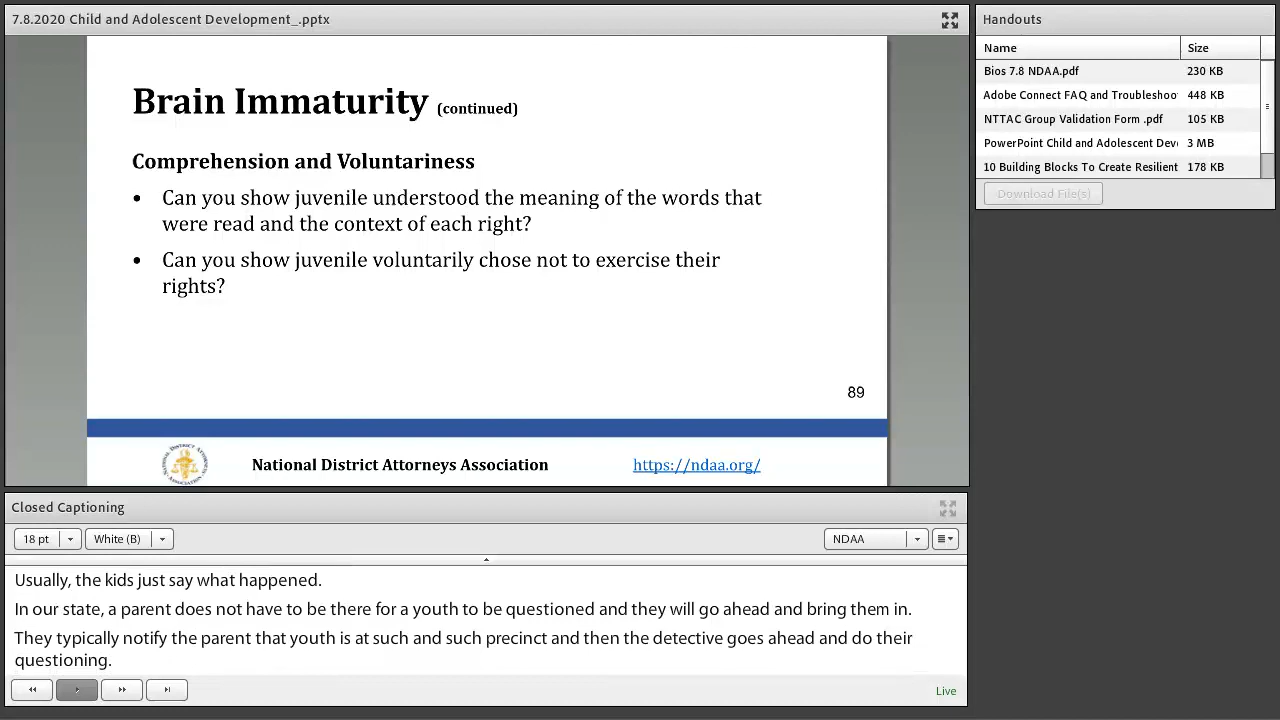 7.8.2020 Child and Adolescent Development_.pptx
Brain Immaturity (continued)
Comprehension and Voluntariness
• Can you show juvenile understood the meaning of the words that
were read and the context of each right?
• Can you show juvenile voluntarily chose not to exercise their
rights?
89
National District Attorneys Association https://ndaa.org/
Handouts
Name Size
Bios 7.8 NDAA.pdf 230 KB
Adobe Connect FAQ and Troubleshoo 448 KB
NTTAC Group Validation Form .pdf 105 KB
PowerPoint Child and Adolescent Dev 3 MB
10 Building Blocks To Create Resilient 178 KB
Download File(s)
Closed Captioning
18 pt White (B) NDAA
Usually, the kids just say what happened.
In our state, a parent does not have to be there for a youth to be questioned and they will go ahead and bring them in.
They typically notify the parent that youth is at such and such precinct and then the detective goes ahead and do their
questioning.
Live